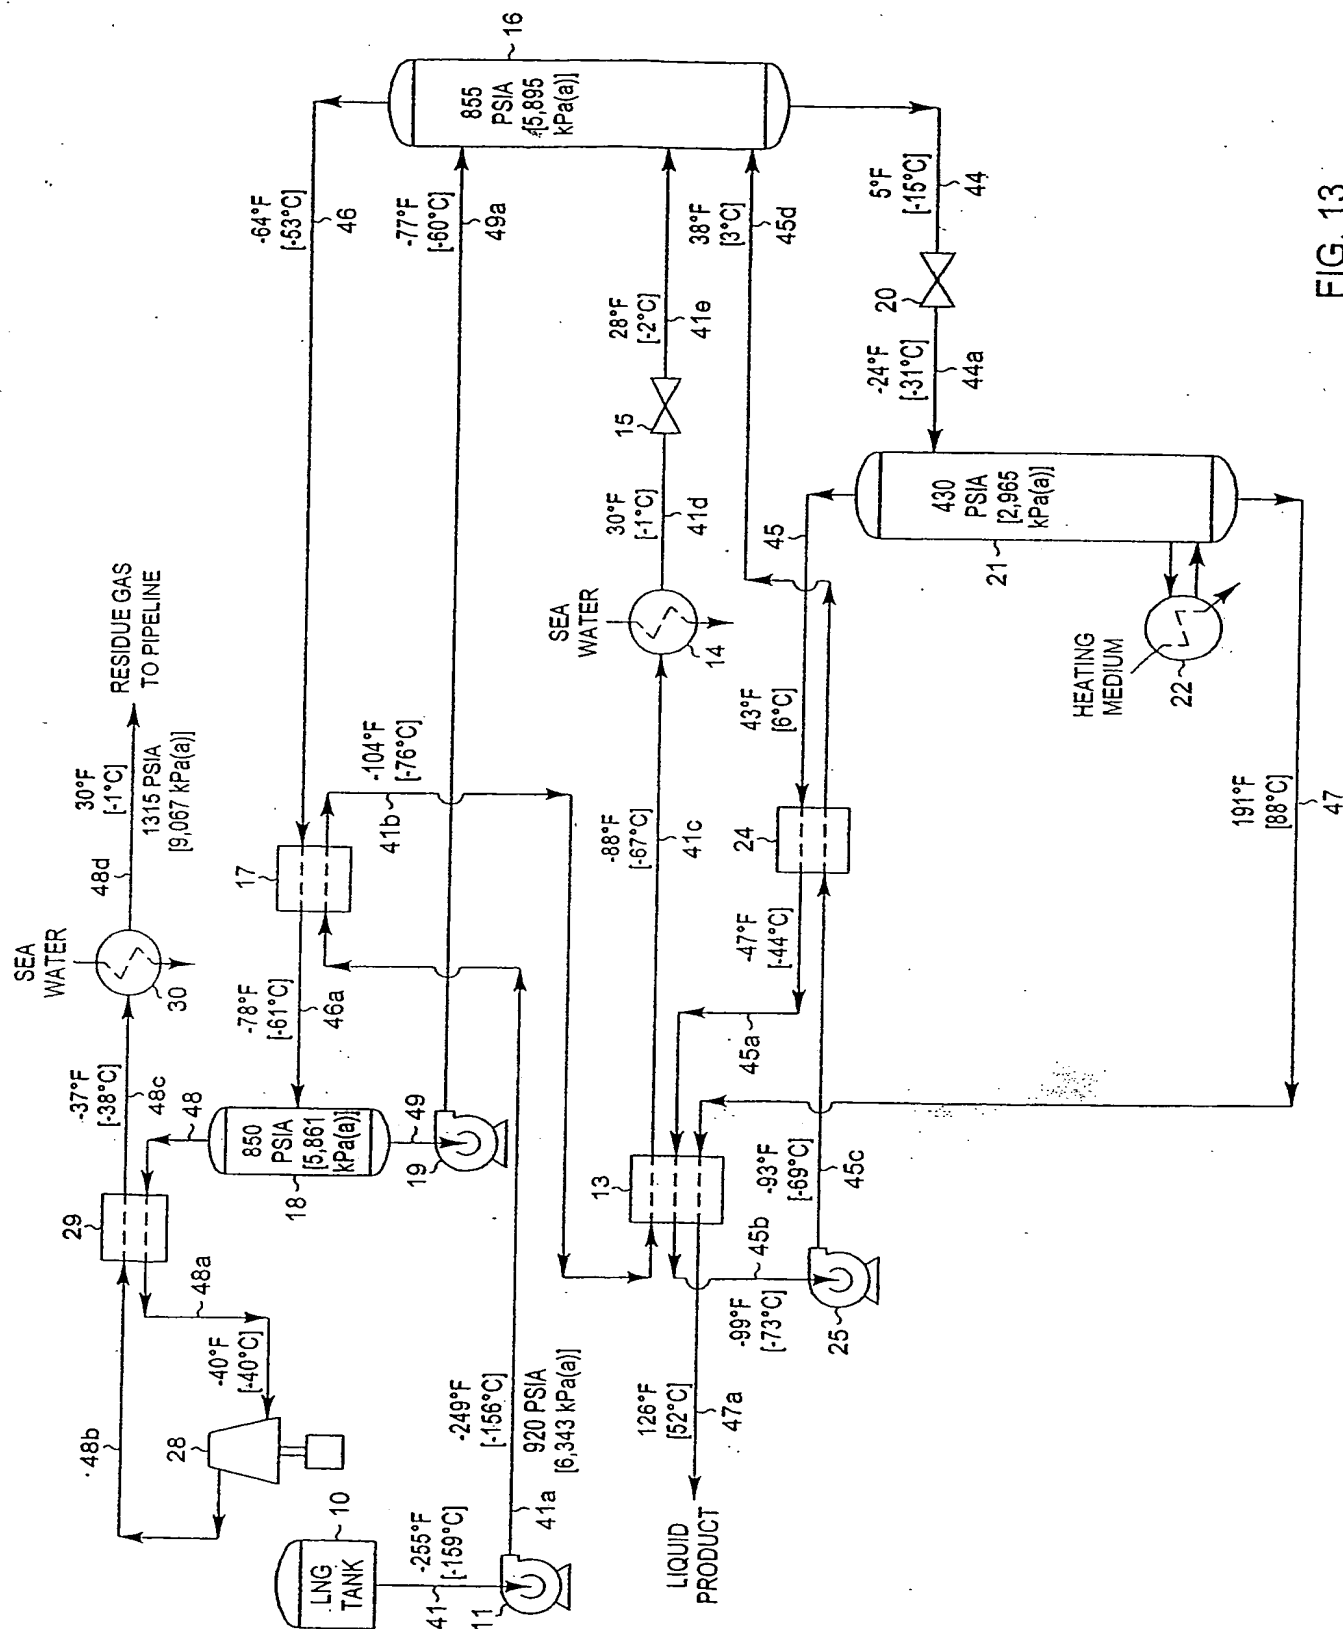 SEA
WATER
30
48d
30°F
[-1°C]
1315 PSIA
[9,067 kPa(a)]
RESIDUE GAS
TO PIPELINE
-37°F
[-38°C]
48c
29
48
48a
-40°F
[-40°C]
48b
28
850
PSIA
[5,861
kPa(a)]
18
49
19
-78°F
[-61°C]
46a
17
-64°F
[-53°C]
46
-104°F
[-76°C]
41b
-77°F
[-60°C]
49a
16
855
PSIA
[5,895
kPa(a)]
LNG
TANK
10
41
-255°F
[-159°C]
11
41a
-249°F
[-156°C]
920 PSIA
[6,343 kPa(a)]
13
-88°F
[-67°C]
41c
SEA
WATER
14
30°F
[-1°C]
41d
15
28°F
[-2°C]
41e
38°F
[3°C]
45d
5°F
[-15°C]
44
20
-24°F
[-31°C]
44a
430
PSIA
[2,965
kPa(a)]
21
45
43°F
[6°C]
24
-47°F
[-44°C]
45a
HEATING
MEDIUM
22
191°F
[88°C]
47
-93°F
[-69°C]
45c
45b
-99°F
[-73°C]
25
126°F
[52°C]
47a
LIQUID
PRODUCT
FIG. 13